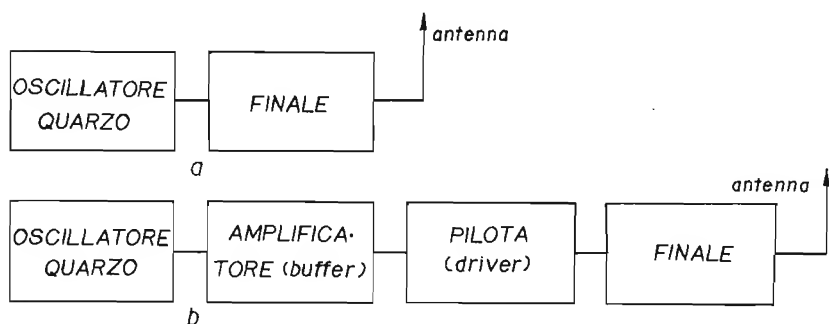 antenna
OSCILLATORE
QUARZO
FINALE
a
antenna
OSCILLATORE
QUARZO
AMPLIFICA-
TORE (buffer)
PILOTA
(driver)
FINALE
b